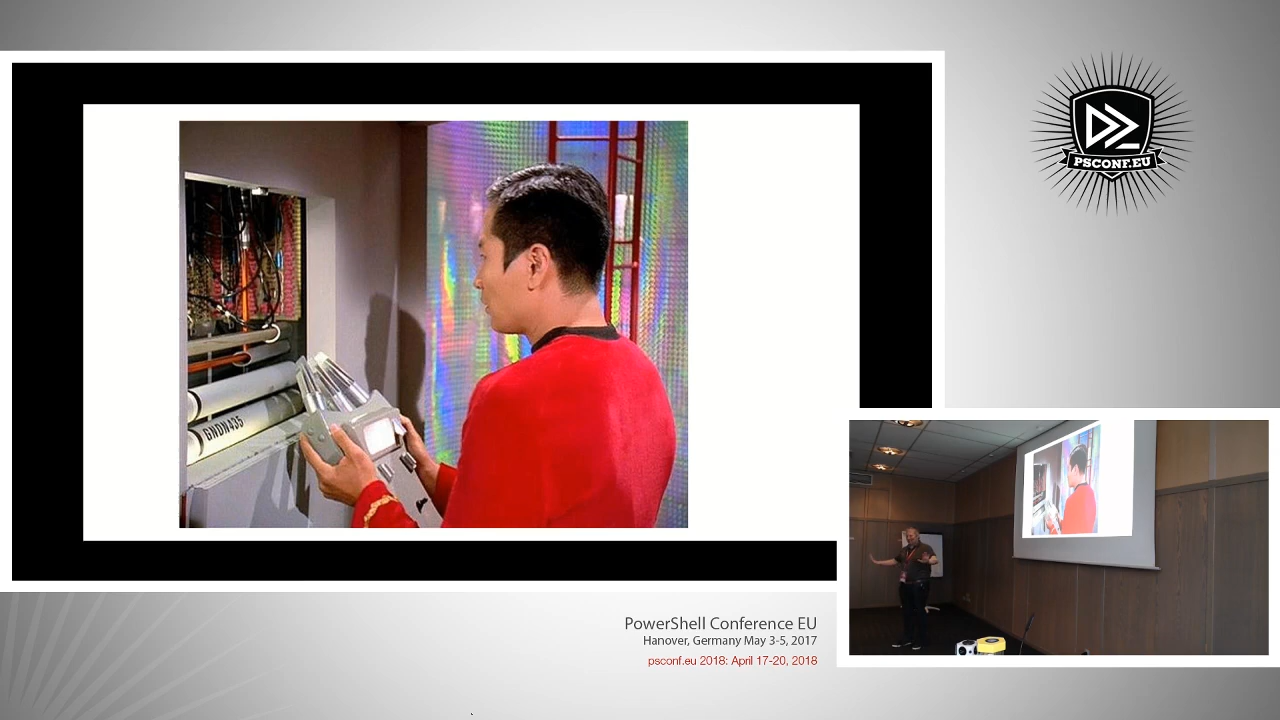 PSCONF.EU
GNDN435
PowerShell Conference EU
Hanover, Germany May 3-5, 2017
psconf.eu 2018: April 17-20, 2018